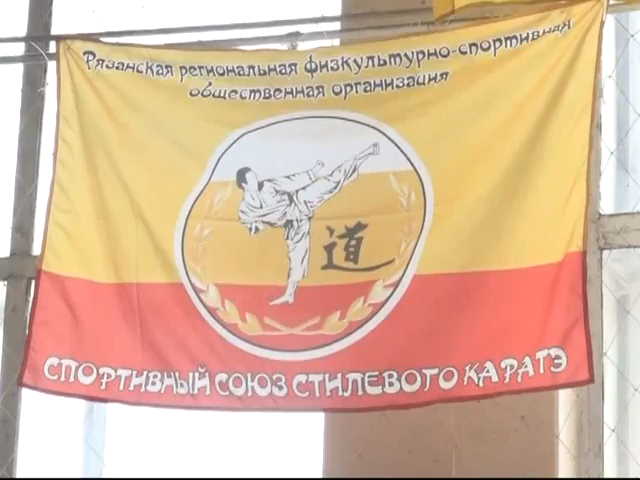 Рязанская региональная физкультурно-спортивная
общественная организация
道
СПОРТИВНЫЙ СОЮЗ СТИЛЕВОГО КАРАТЭ